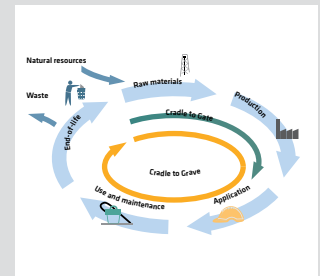 Natural resources
Raw materials
Waste
Production
Cradle to Gate
End-of-life
Cradle to Grave
Application
Use and maintenance